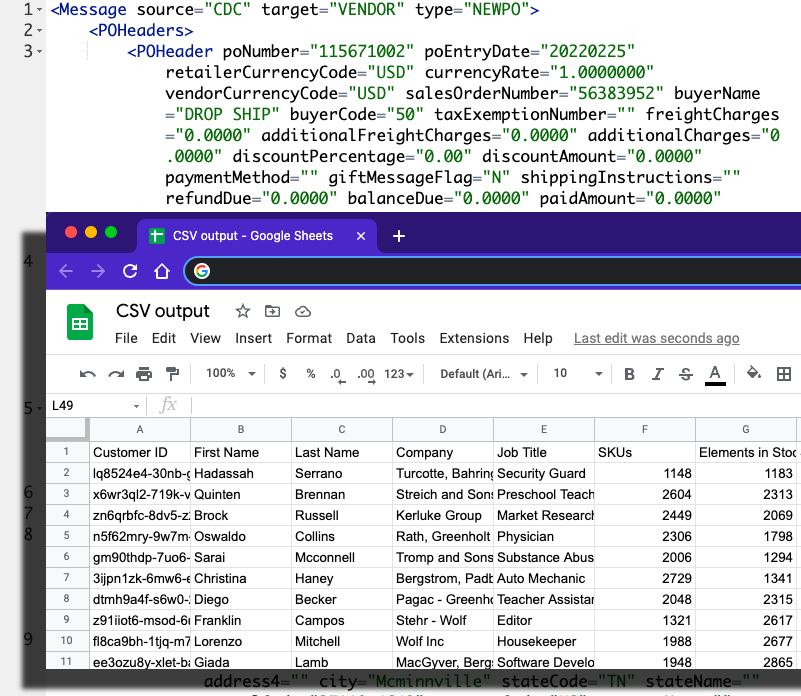 1 <Message source="CDC" target="VENDOR" type="NEWPO">
2 <POHeaders>
3 <POHeader poNumber="115671002" poEntryDate="20220225"
retailerCurrencyCode="USD" currencyRate="1.0000000"
vendorCurrencyCode="USD" salesOrderNumber="56383952" buyerName
="DROP SHIP" buyerCode="50" taxExemptionNumber="" freightCharges
="0.0000" additionalFreightCharges="0.0000" additionalCharges="0
.0000" discountPercentage="0.00" discountAmount="0.0000"
paymentMethod="" giftMessageFlag="N" shippingInstructions=""
refundDue="0.0000" balanceDue="0.0000" paidAmount="0.0000"
CSV output - Google Sheets × +
4
G
CSV output
File Edit View Insert Format Data Tools Extensions Help Last edit was seconds ago
100% $ % .0 .00 123 Default (Ari... 10 B I S A
5 L49 fx
A B C D E F G
1 Customer ID First Name Last Name Company Job Title SKUs Elements in Stoc
2 lq8524e4-30nb-g Hadassah Serrano Turcotte, Bahring Security Guard 1148 1183
6 3 x6wr3ql2-719k-v Quinten Brennan Streich and Sons Preschool Teach 2604 2313
7 4 zn6qrbfc-8dv5-z Brock Russell Kerluke Group Market Research 2449 2069
8 5 n5f62mry-9w7m- Oswaldo Collins Rath, Greenholt Physician 2306 1798
6 gm90thdp-7uo6- Sarai Mcconnell Tromp and Sons Substance Abus 2006 1294
7 3ijpn1zk-6mw6-e Christina Haney Bergstrom, Padb Auto Mechanic 2729 1341
8 dtmh9a4f-s6w0- Diego Becker Pagac - Greenho Teacher Assistan 2048 2315
9 z91iiot6-msod-6 Franklin Campos Stehr - Wolf Editor 1321 2617
9 10 fl8ca9bh-1tjq-m7 Lorenzo Mitchell Wolf Inc Housekeeper 1988 2677
11 ee3ozu8y-xlet-ba Giada Lamb MacGyver, Berg Software Develo 1948 2865
address4="" city="Mcminnville" stateCode="TN" stateName=""